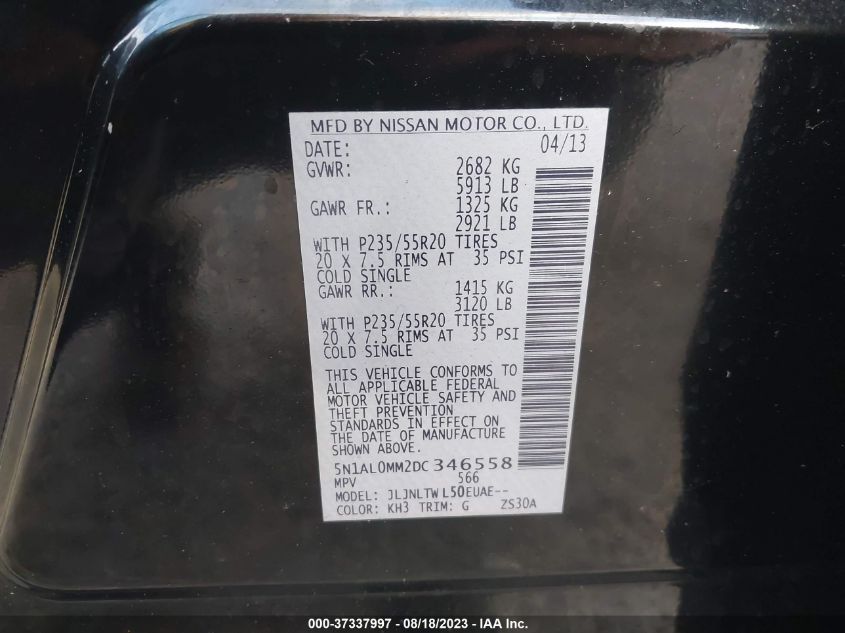 MFD BY NISSAN MOTOR CO., LTD.
DATE: 04/13
GVWR: 2682 KG
5913 LB
GAWR FR.: 1325 KG
2921 LB
WITH P235/55R20 TIRES
20 X 7.5 RIMS AT 35 PSI
COLD SINGLE
GAWR RR.: 1415 KG
3120 LB
WITH P235/55R20 TIRES
20 X 7.5 RIMS AT 35 PSI
COLD SINGLE
THIS VEHICLE CONFORMS TO
ALL APPLICABLE FEDERAL
MOTOR VEHICLE SAFETY AND
THEFT PREVENTION
STANDARDS IN EFFECT ON
THE DATE OF MANUFACTURE
SHOWN ABOVE.
5N1AL0MM2DC346558
MPV 566
MODEL: JLJNLTWL50EUAE--
COLOR: KH3 TRIM: G ZS30A
000-37337997 - 08/18/2023 - IAA Inc.